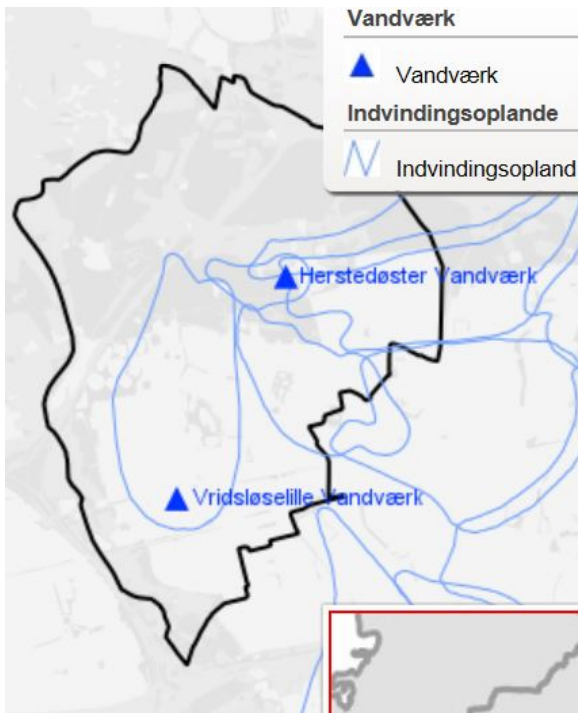 Vandværk
Vandværk
Indvindingsoplande
Indvindingsopland
Herstedøster Vandværk
Vridsløselille Vandværk